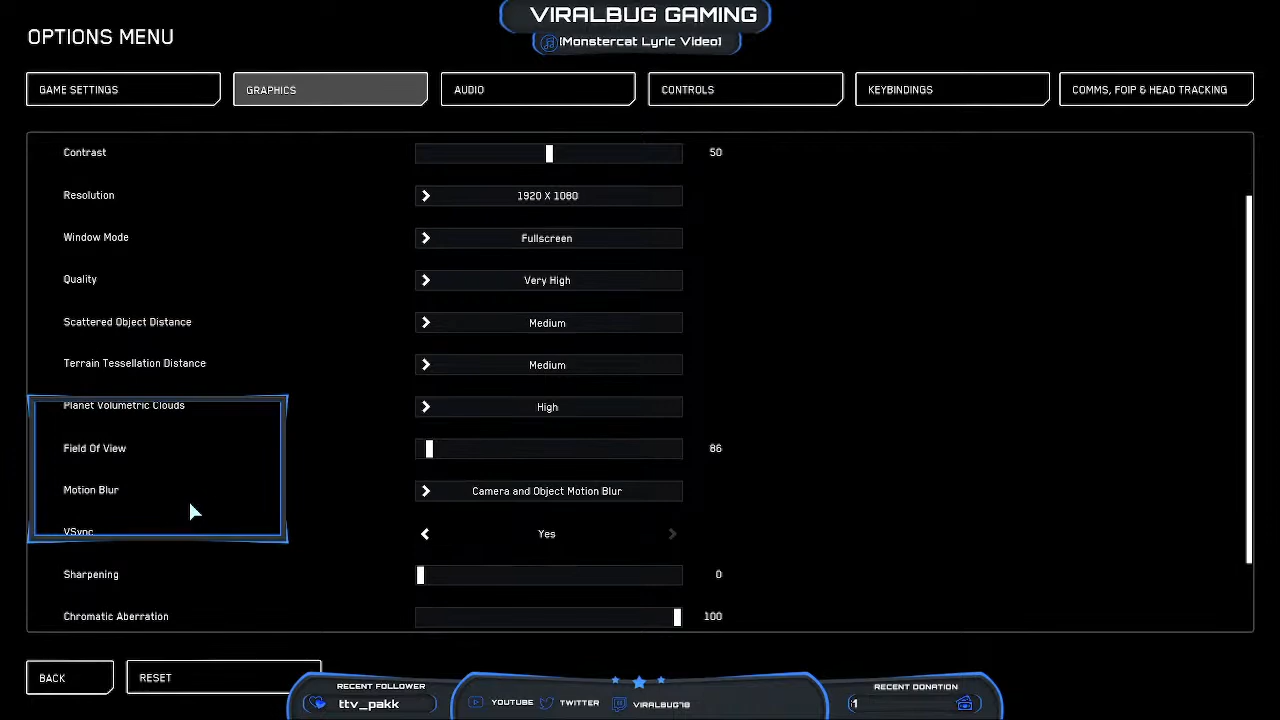 VIRALBUG GAMING
[Monstercat Lyric Video]
OPTIONS MENU
GAME SETTINGS
GRAPHICS
AUDIO
CONTROLS
KEYBINDINGS
COMMS, FOIP & HEAD TRACKING
Contrast 50
Resolution 1920 X 1080
Window Mode Fullscreen
Quality Very High
Scattered Object Distance Medium
Terrain Tessellation Distance Medium
Planet Volumetric Clouds High
Field Of View 86
Motion Blur Camera and Object Motion Blur
VSync Yes
Sharpening 0
Chromatic Aberration 100
BACK
RESET
RECENT FOLLOWER
ttv_pakk
YOUTUBE
TWITTER
VIRALBUG78
RECENT DONATION
1